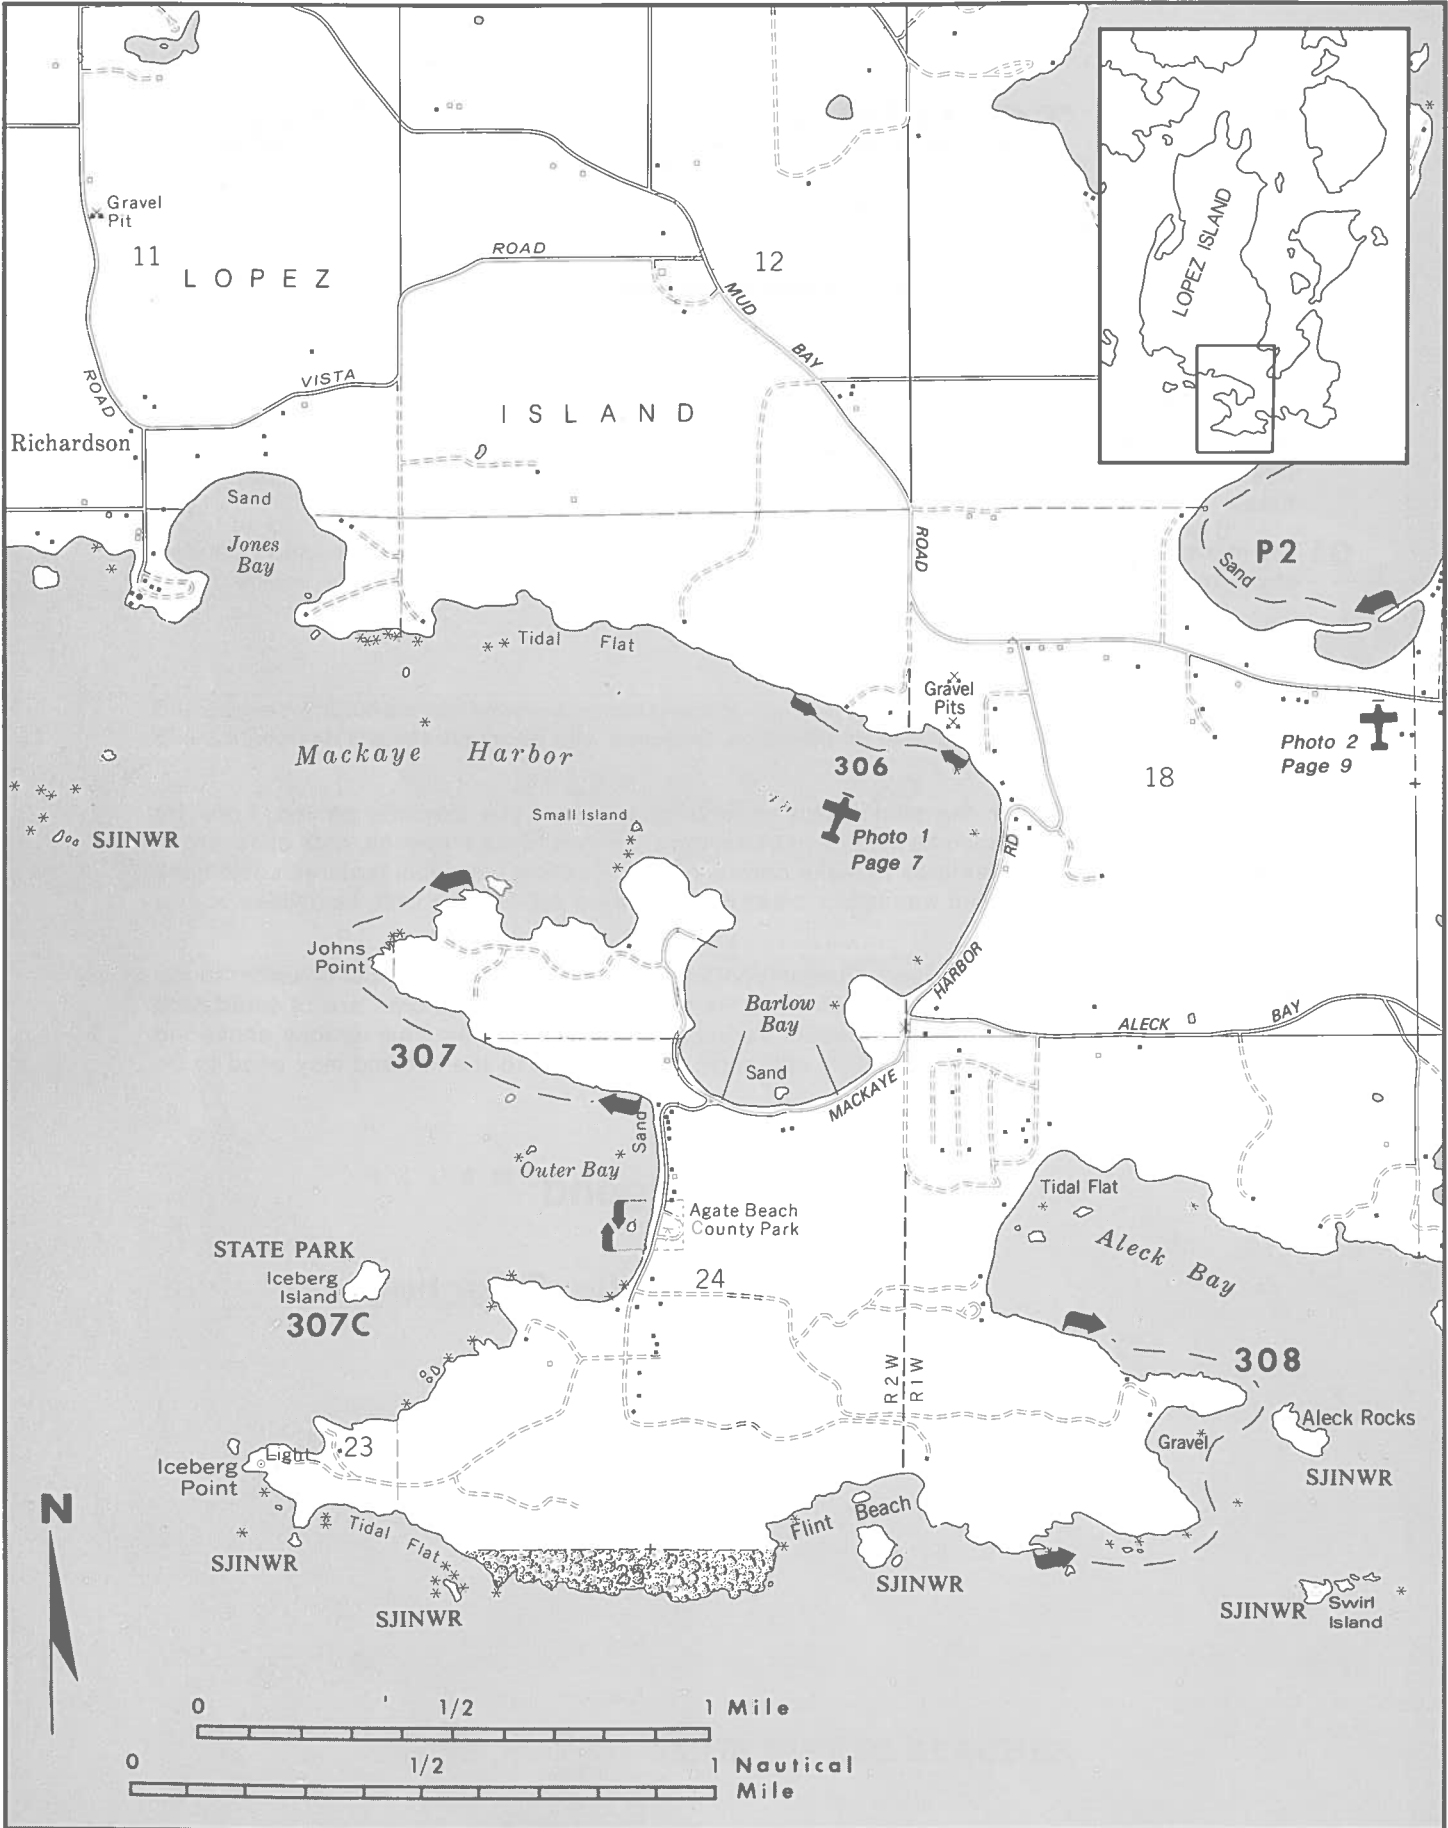 Gravel
Pit
11
LOPEZ
ROAD
12
MUD
BAY
LOPEZ ISLAND
ROAD
VISTA
ISLAND
Richardson
Sand
Jones
Bay
ROAD
P2
Sand
Tidal Flat
Gravel
Pits
Mackaye Harbor
306
Photo 2
Page 9
18
Small Island
Photo 1
Page 7
SJINWR
RD
Johns
Point
HARBOR
Barlow
Bay
ALECK
BAY
307
Sand
MACKAYE
Sand
Outer Bay
Tidal Flat
Agate Beach
County Park
Aleck Bay
STATE PARK
Iceberg
Island
307C
24
308
R2W
R1W
Aleck Rocks
SJINWR
Gravel
23
Light
Iceberg
Point
N
Tidal Flat
Flint Beach
SJINWR
SJINWR
SJINWR
SJINWR
Swirl
Island
0 1/2 1 Mile
0 1/2 1 Nautical
Mile